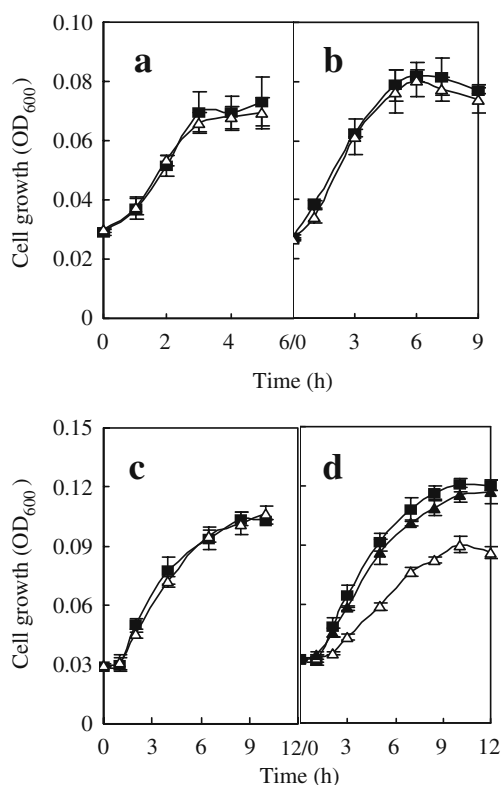 a
b
Cell growth (OD600)
0.10
0.08
0.06
0.04
0.02
0
0 2 4 6/0 3 6 9
Time (h)
c
d
Cell growth (OD600)
0.15
0.12
0.09
0.06
0.03
0
0 3 6 9 12/0 3 6 9 12
Time (h)